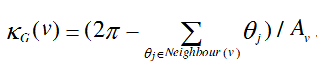 κ_G(v) = (2π − ∑_{θ_j∈Neighbour(v)} θ_j) / A_v .